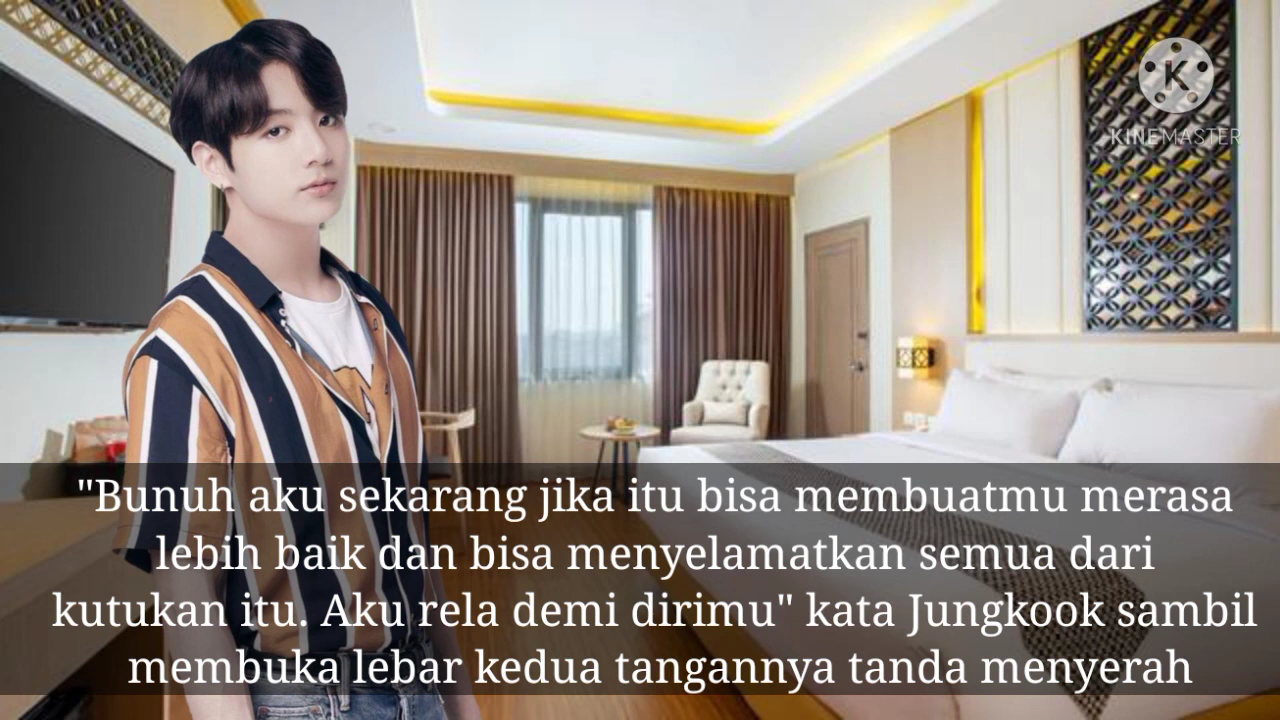 K
KINEMASTER
"Bunuh aku sekarang jika itu bisa membuatmu merasa
lebih baik dan bisa menyelamatkan semua dari
kutukan itu. Aku rela demi dirimu" kata Jungkook sambil
membuka lebar kedua tangannya tanda menyerah